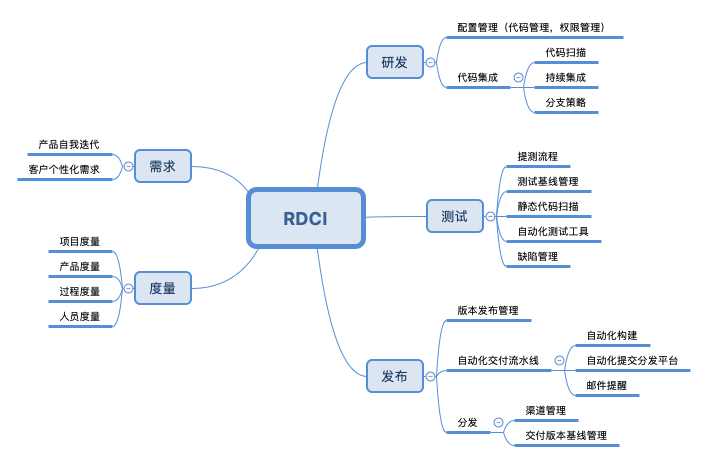 RDCI
研发
配置管理（代码管理，权限管理）
代码集成
代码扫描
持续集成
分支策略
测试
提测流程
测试基线管理
静态代码扫描
自动化测试工具
缺陷管理
发布
版本发布管理
自动化交付流水线
自动化构建
自动化提交分发平台
邮件提醒
分发
渠道管理
交付版本基线管理
需求
产品自我迭代
客户个性化需求
度量
项目度量
产品度量
过程度量
人员度量